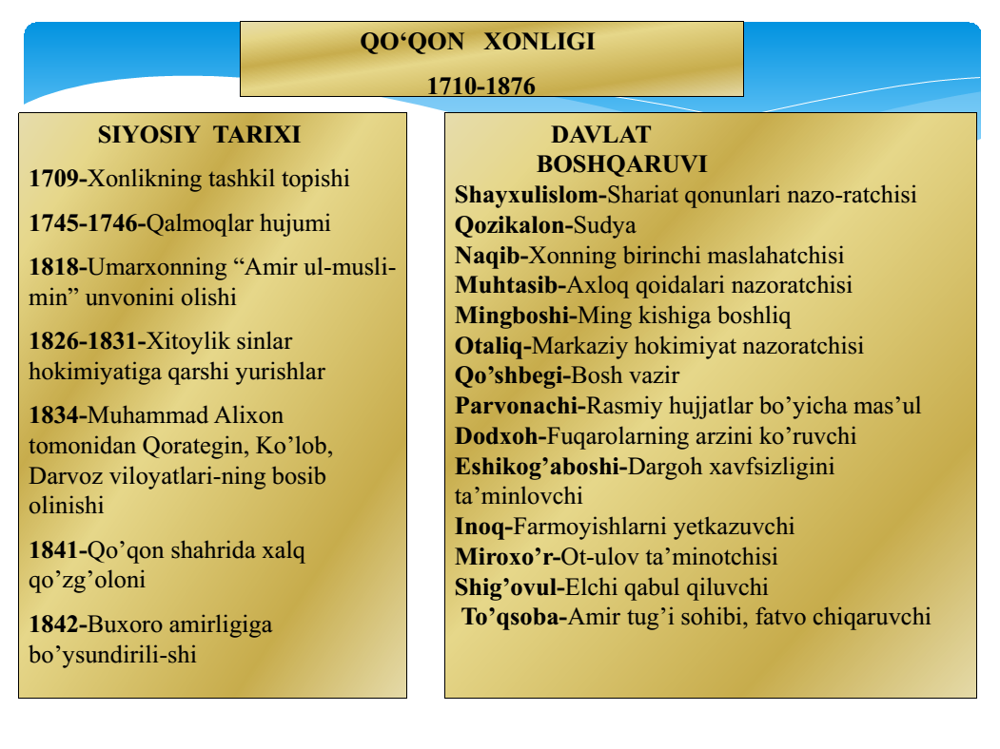 QO‘QON XONLIGI
1710-1876
SIYOSIY TARIXI
1709-Xonlikning tashkil topishi
1745-1746-Qalmoqlar hujumi
1818-Umarxonning “Amir ul-musli-
min” unvonini olishi
1826-1831-Xitoylik sinlar
hokimiyatiga qarshi yurishlar
1834-Muhammad Alixon
tomonidan Qorategin, Ko’lob,
Darvoz viloyatlari-ning bosib
olinishi
1841-Qo’qon shahrida xalq
qo’zg’oloni
1842-Buxoro amirligiga
bo’ysundirili-shi
DAVLAT
BOSHQARUVI
Shayxulislom-Shariat qonunlari nazo-ratchisi
Qozikalon-Sudya
Naqib-Xonning birinchi maslahatchisi
Muhtasib-Axloq qoidalari nazoratchisi
Mingboshi-Ming kishiga boshliq
Otaliq-Markaziy hokimiyat nazoratchisi
Qo’shbegi-Bosh vazir
Parvonachi-Rasmiy hujjatlar bo’yicha mas’ul
Dodxoh-Fuqarolarning arzini ko’ruvchi
Eshikog’aboshi-Dargoh xavfsizligini
ta’minlovchi
Inoq-Farmoyishlarni yetkazuvchi
Miroxo’r-Ot-ulov ta’minotchisi
Shig’ovul-Elchi qabul qiluvchi
To’qsoba-Amir tug’i sohibi, fatvo chiqaruvchi